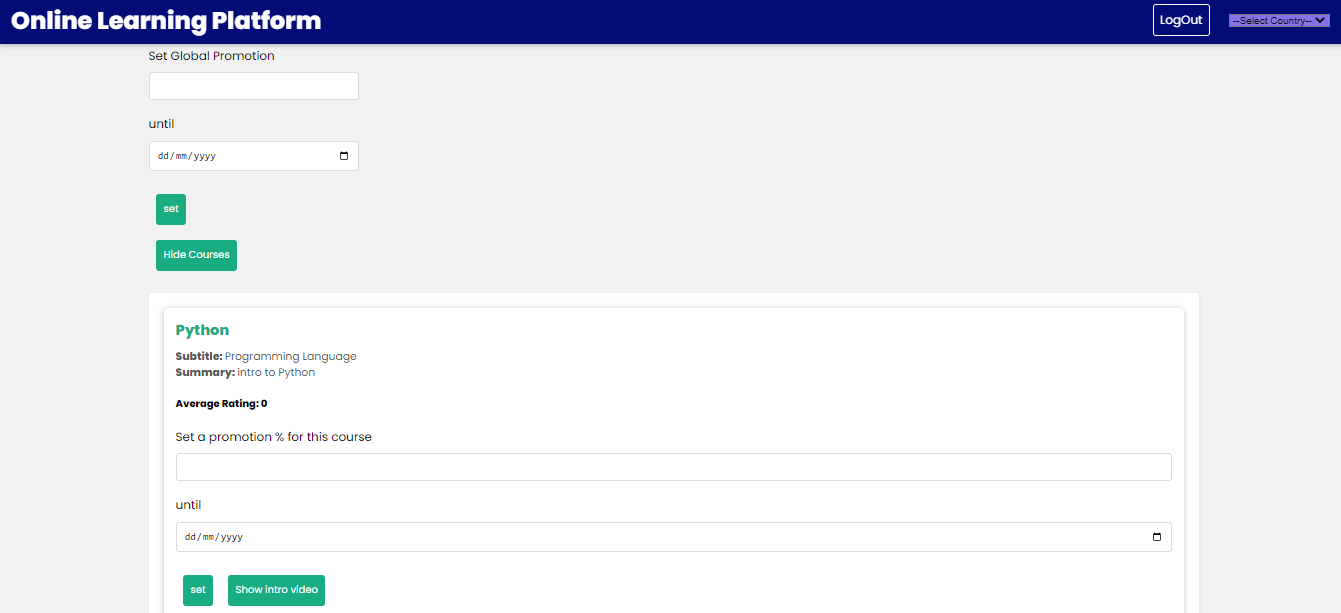 Online Learning Platform
LogOut
--Select Country--
Set Global Promotion
until
dd/mm/yyyy
set
Hide Courses
Python
Subtitle: Programming Language
Summary: intro to Python
Average Rating: 0
Set a promotion % for this course
until
dd/mm/yyyy
set
Show intro video